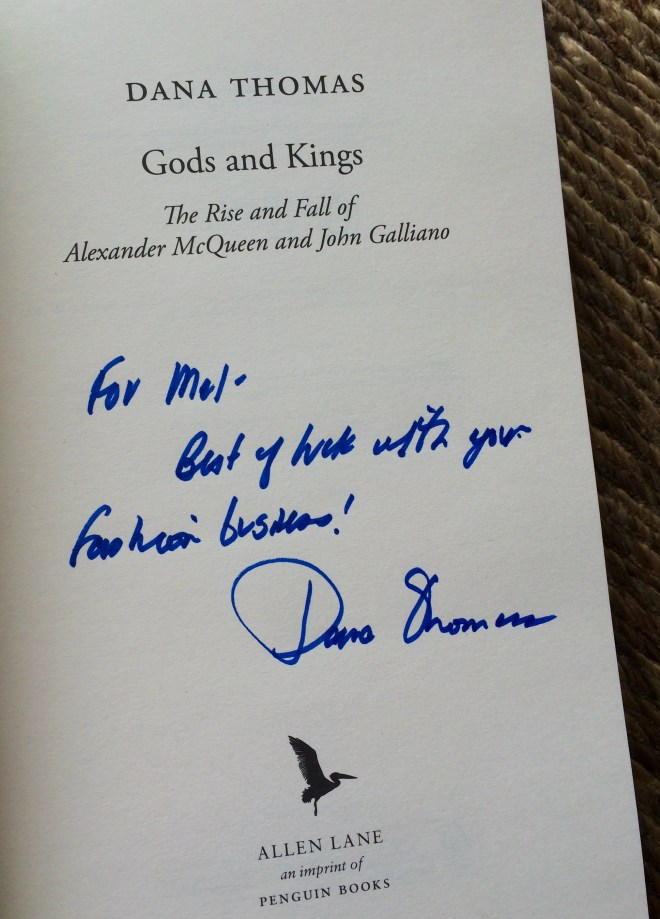 DANA THOMAS
Gods and Kings
The Rise and Fall of
Alexander McQueen and John Galliano
For Mel-
Best of luck with your
fashion business!
Dana Thomas
ALLEN LANE
an imprint of
PENGUIN BOOKS